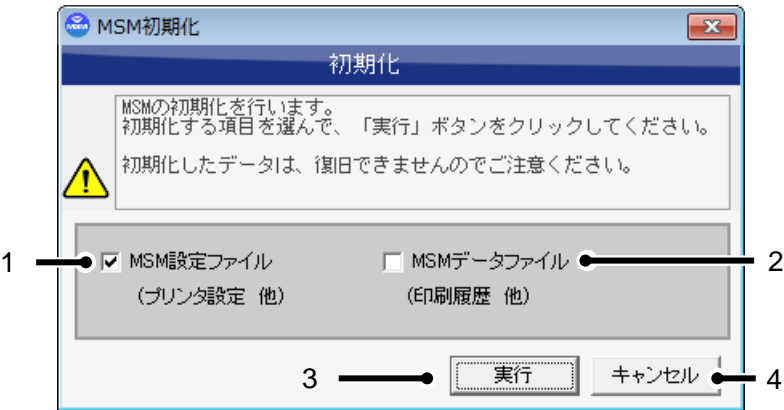 MSM初期化
初期化
MSMの初期化を行います。
初期化する項目を選んで、「実行」ボタンをクリックしてください。
初期化したデータは、復旧できませんのでご注意ください。
1
MSM設定ファイル
MSMデータファイル
2
(プリンタ設定 他)
(印刷履歴 他)
3
実行
キャンセル
4